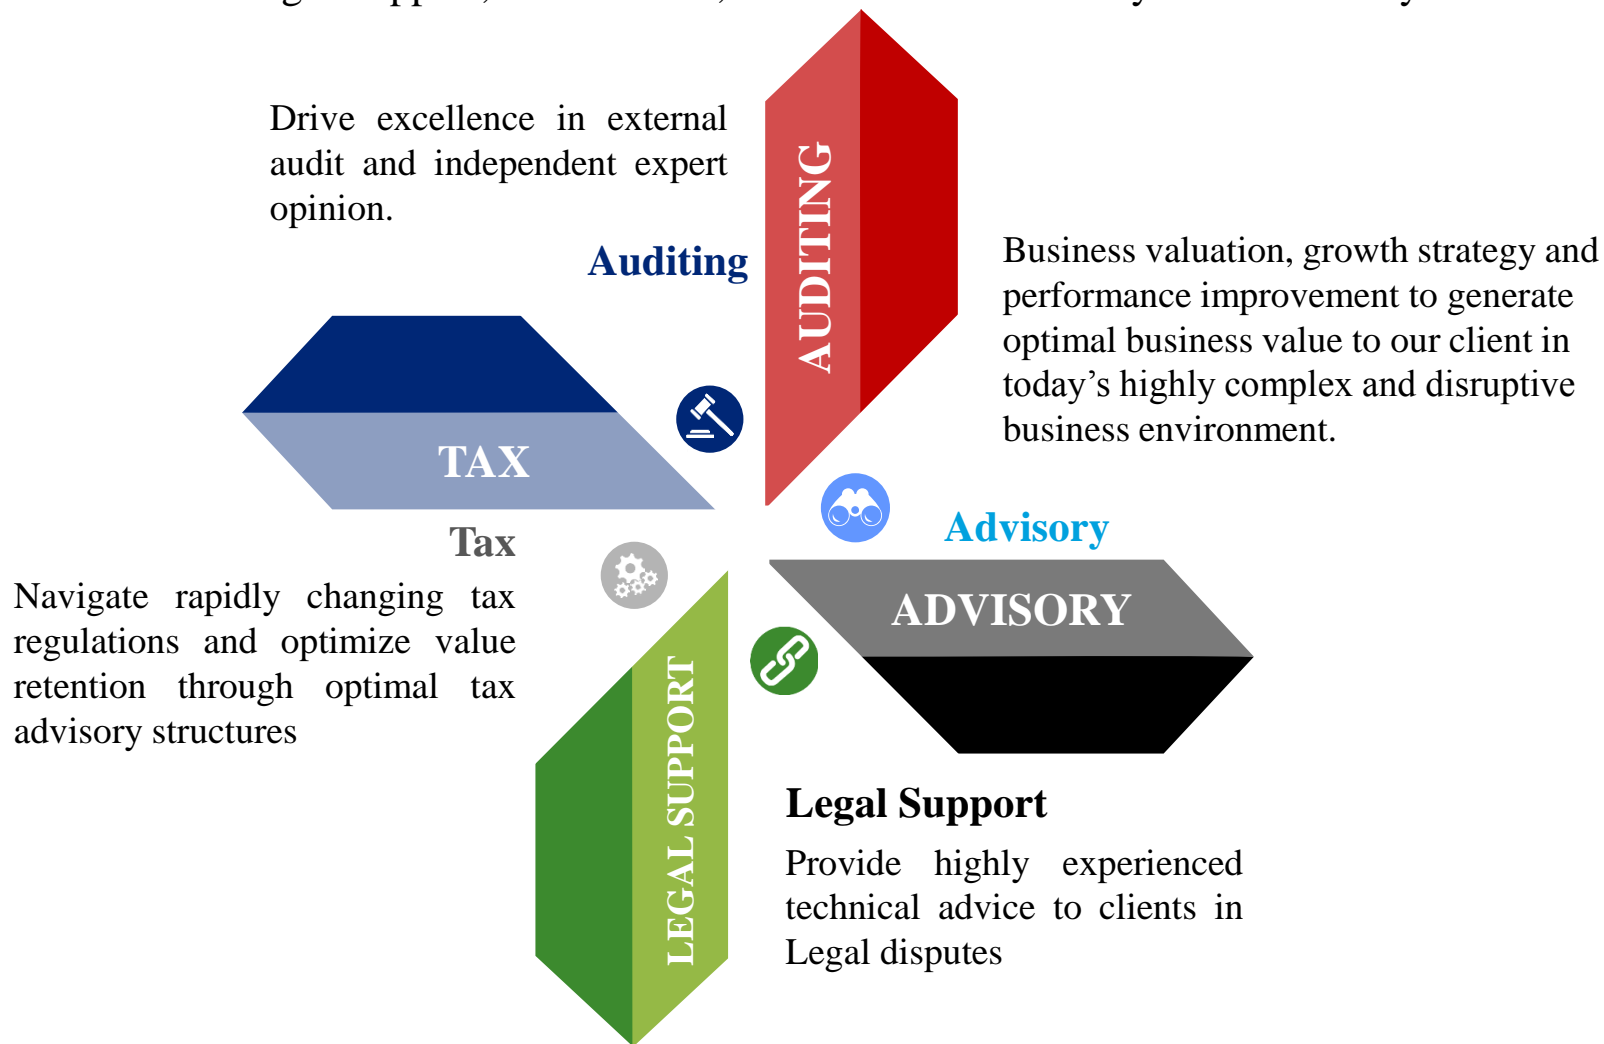 Drive excellence in external
audit and independent expert
opinion.
Auditing
AUDITING
Business valuation, growth strategy and
performance improvement to generate
optimal business value to our client in
today’s highly complex and disruptive
business environment.
TAX
Tax
Navigate rapidly changing tax
regulations and optimize value
retention through optimal tax
advisory structures
Advisory
ADVISORY
LEGAL SUPPORT
Legal Support
Provide highly experienced
technical advice to clients in
Legal disputes